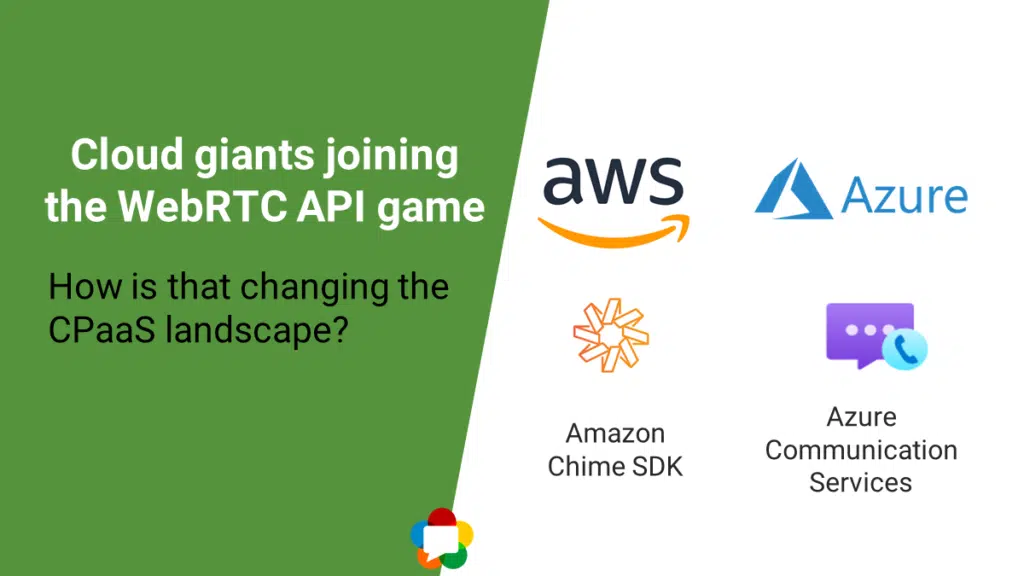 Cloud giants joining
the WebRTC API game
How is that changing the
CPaaS landscape?
aws
Azure
Amazon
Chime SDK
Azure
Communication
Services